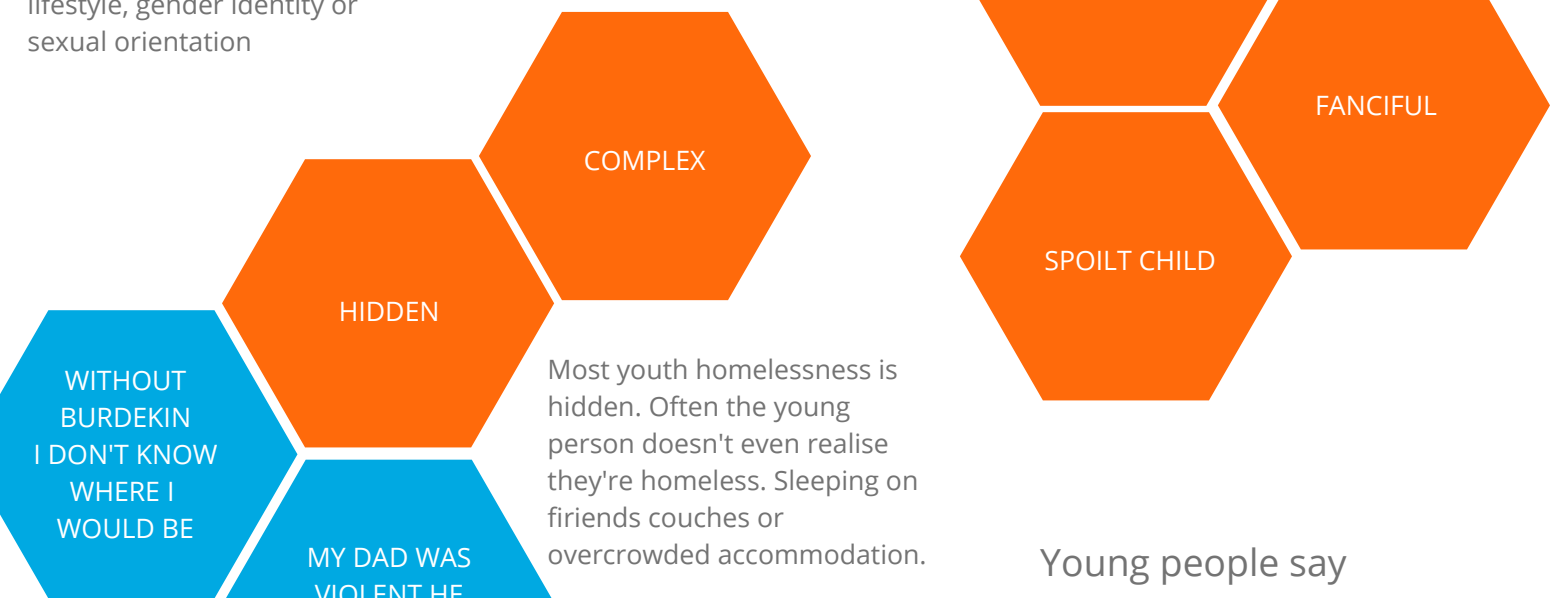 lifestyle, gender identity or
sexual orientation
COMPLEX
HIDDEN
WITHOUT
BURDEKIN
I DON'T KNOW
WHERE I
WOULD BE
MY DAD WAS
VIOLENT HE
Most youth homelessness is
hidden. Often the young
person doesn't even realise
they're homeless. Sleeping on
firiends couches or
overcrowded accommodation.
FANCIFUL
SPOILT CHILD
Young people say